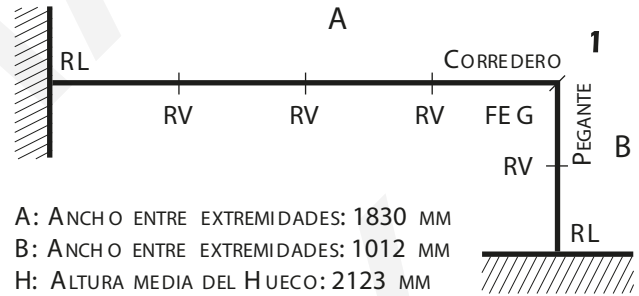 A
1
RL
CORREDERO
RV RV RV FEG
PEGANTE
B
RV
RL
A: ANCHO ENTRE EXTREMIDADES: 1830 MM
B: ANCHO ENTRE EXTREMIDADES: 1012 MM
H: ALTURA MEDIA DEL HUECO: 2123 MM